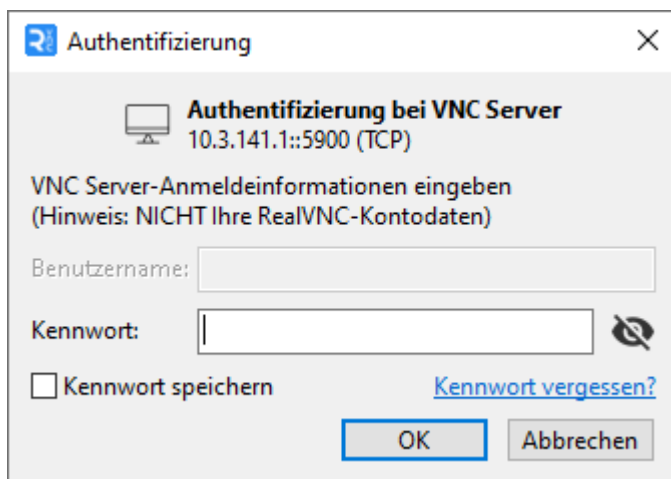 Authentifizierung
Authentifizierung bei VNC Server
10.3.141.1::5900 (TCP)
VNC Server-Anmeldeinformationen eingeben
(Hinweis: NICHT Ihre RealVNC-Kontodaten)
Benutzername:
Kennwort:
Kennwort speichern
Kennwort vergessen?
OK
Abbrechen